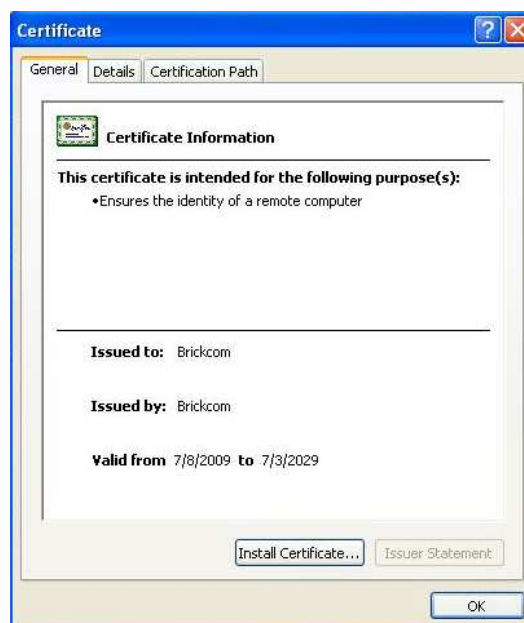 Certificate
General Details Certification Path
Certificate Information
This certificate is intended for the following purpose(s):
•Ensures the identity of a remote computer
Issued to: Brickcom
Issued by: Brickcom
Valid from 7/8/2009 to 7/3/2029
Install Certificate... Issuer Statement
OK